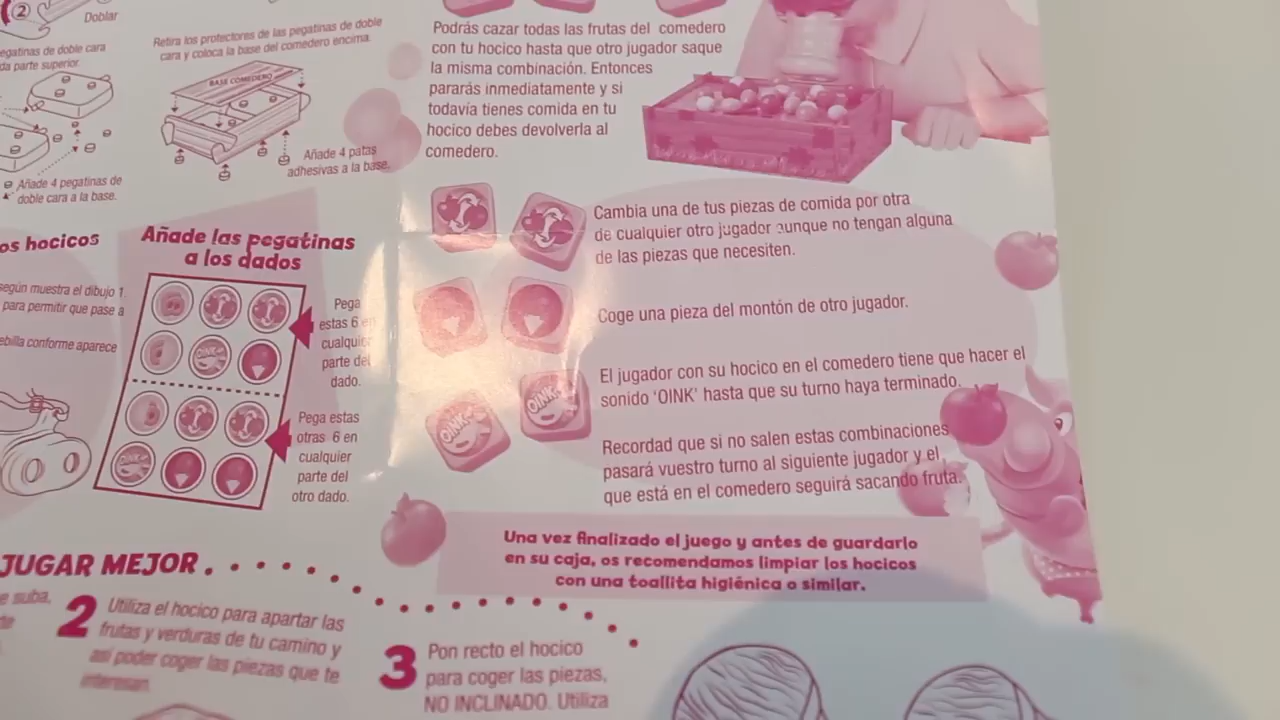 2
Doblar
egatinas de doble cara
da parte superior.
Retira los protectores de las pegatinas de doble
cara y coloca la base del comedero encima.
BASE COMEDERO
Añade 4 patas
adhesivas a la base.
Añade 4 pegatinas de
doble cara a la base.
os hocicos
según muestra el dibujo 1.
para permitir que pase a
ebilla conforme aparece
Añade las pegatinas
a los dados
OINK
OINK
Pega
estas 6 en
cualquier
parte del
dado.
Pega estas
otras 6 en
cualquier
parte del
otro dado.
Podrás cazar todas las frutas del comedero
con tu hocico hasta que otro jugador saque
la misma combinación. Entonces
pararás inmediatamente y si
todavía tienes comida en tu
hocico debes devolverla al
comedero.
Cambia una de tus piezas de comida por otra
de cualquier otro jugador aunque no tengan alguna
de las piezas que necesiten.
Coge una pieza del montón de otro jugador.
OINK
OINK
El jugador con su hocico en el comedero tiene que hacer el
sonido 'OINK' hasta que su turno haya terminado.
Recordad que si no salen estas combinaciones
pasará vuestro turno al siguiente jugador y el
que está en el comedero seguirá sacando fruta.
Una vez finalizado el juego y antes de guardarlo
en su caja, os recomendamos limpiar los hocicos
con una toallita higiénica o similar.
JUGAR MEJOR
e suba,
2 Utiliza el hocico para apartar las
frutas y verduras de tu camino y
así poder coger las piezas que te
interesan.
3 Pon recto el hocico
para coger las piezas,
NO INCLINADO. Utiliza